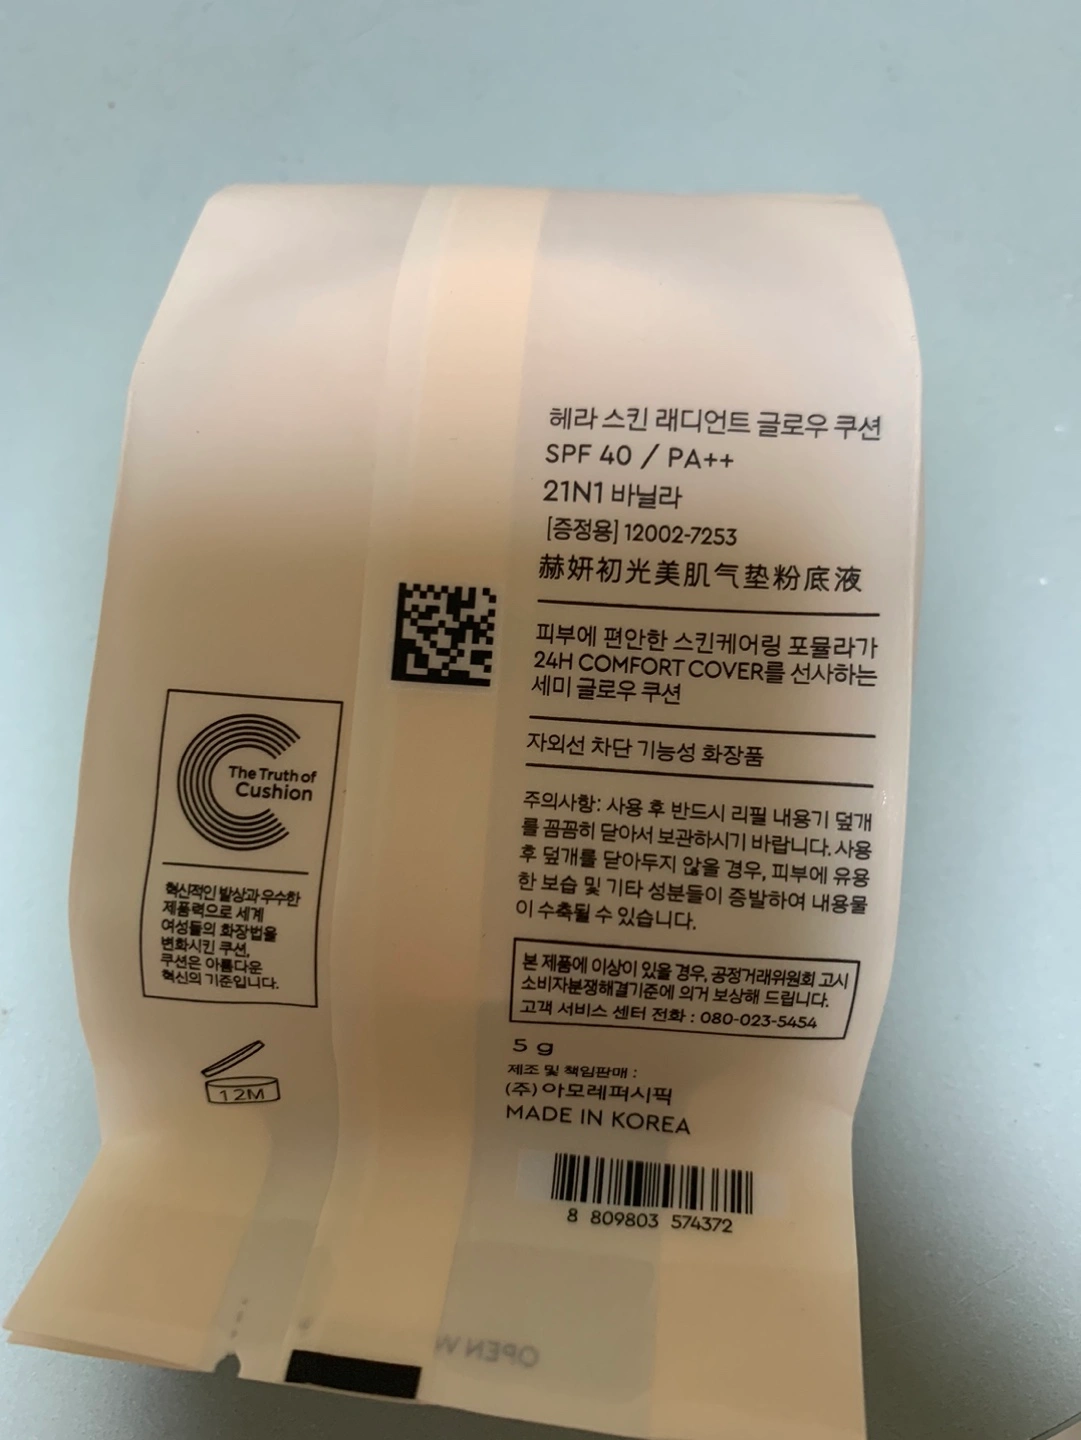 헤라 스킨 래디언트 글로우 쿠션
SPF 40 / PA++
21N1 바닐라
[증정용] 12002-7253
赫妍初光美肌气垫粉底液
피부에 편안한 스킨케어링 포뮬라가
24H COMFORT COVER를 선사하는
세미 글로우 쿠션
자외선 차단 기능성 화장품
주의사항: 사용 후 반드시 리필 내용기 덮개
를 꼼꼼히 닫아서 보관하시기 바랍니다. 사용
후 덮개를 닫아두지 않을 경우, 피부에 유용
한 보습 및 기타 성분들이 증발하여 내용물
이 수축될 수 있습니다.
본 제품에 이상이 있을 경우, 공정거래위원회 고시
소비자분쟁해결기준에 의거 보상해 드립니다.
고객 서비스 센터 전화 : 080-023-5454
5 g
제조 및 책임판매 :
(주)아모레퍼시픽
MADE IN KOREA
8 809803 574372
The Truth of
Cushion
혁신적인 발상과 우수한
제품력으로 세계
여성들의 화장법을
변화시킨 쿠션,
쿠션은 아름다운
혁신의 기준입니다.
12M
OPEN